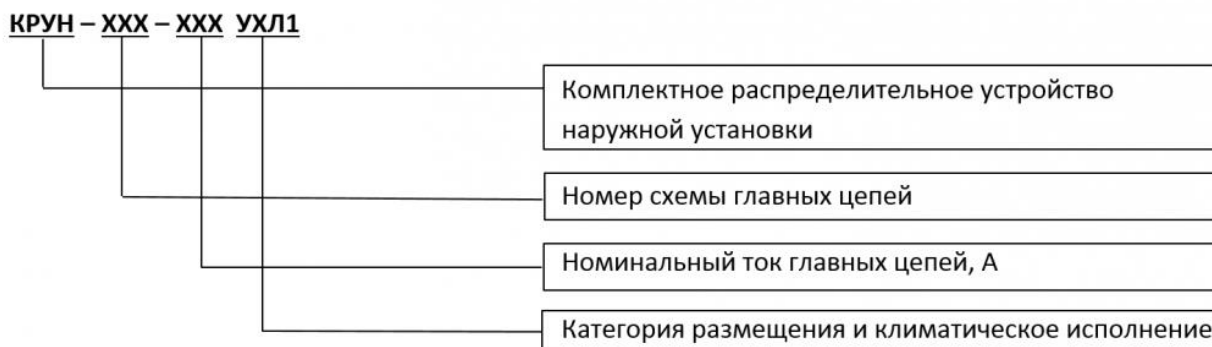 КРУН – ХХХ – ХХХ УХЛ1
Комплектное распределительное устройство
наружной установки
Номер схемы главных цепей
Номинальный ток главных цепей, А
Категория размещения и климатическое исполнение